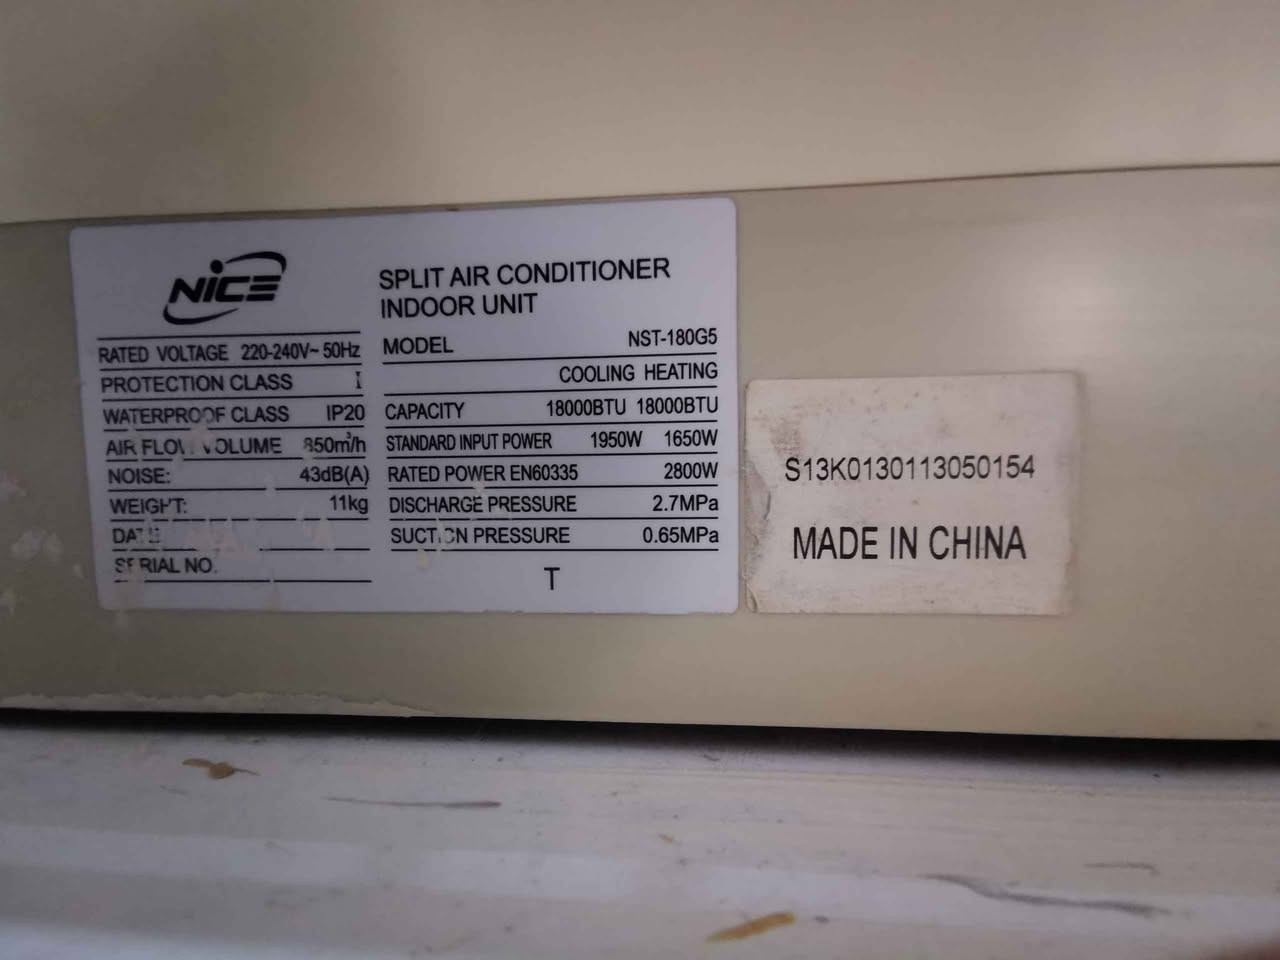 NICE
SPLIT AIR CONDITIONER
INDOOR UNIT
RATED VOLTAGE 220-240V~ 50Hz
PROTECTION CLASS I
WATERPROOF CLASS IP20
AIR FLOW VOLUME 850m³/h
NOISE: 43dB(A)
WEIGHT: 11kg
DATE
SERIAL NO.
MODEL NST-180G5
COOLING HEATING
CAPACITY 18000BTU 18000BTU
STANDARD INPUT POWER 1950W 1650W
RATED POWER EN60335 2800W
DISCHARGE PRESSURE 2.7MPa
SUCTION PRESSURE 0.65MPa
T
S13K0130113050154
MADE IN CHINA